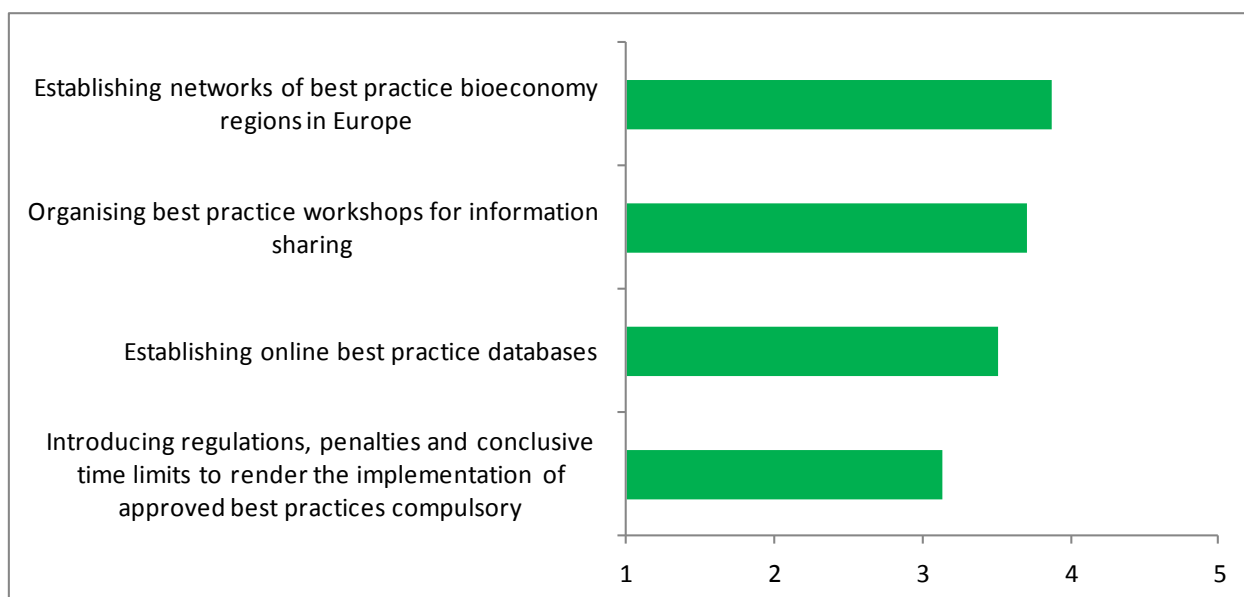 Establishing networks of best practice bioeconomy
regions in Europe
Organising best practice workshops for information
sharing
Establishing online best practice databases
Introducing regulations, penalties and conclusive
time limits to render the implementation of
approved best practices compulsory
1 2 3 4 5